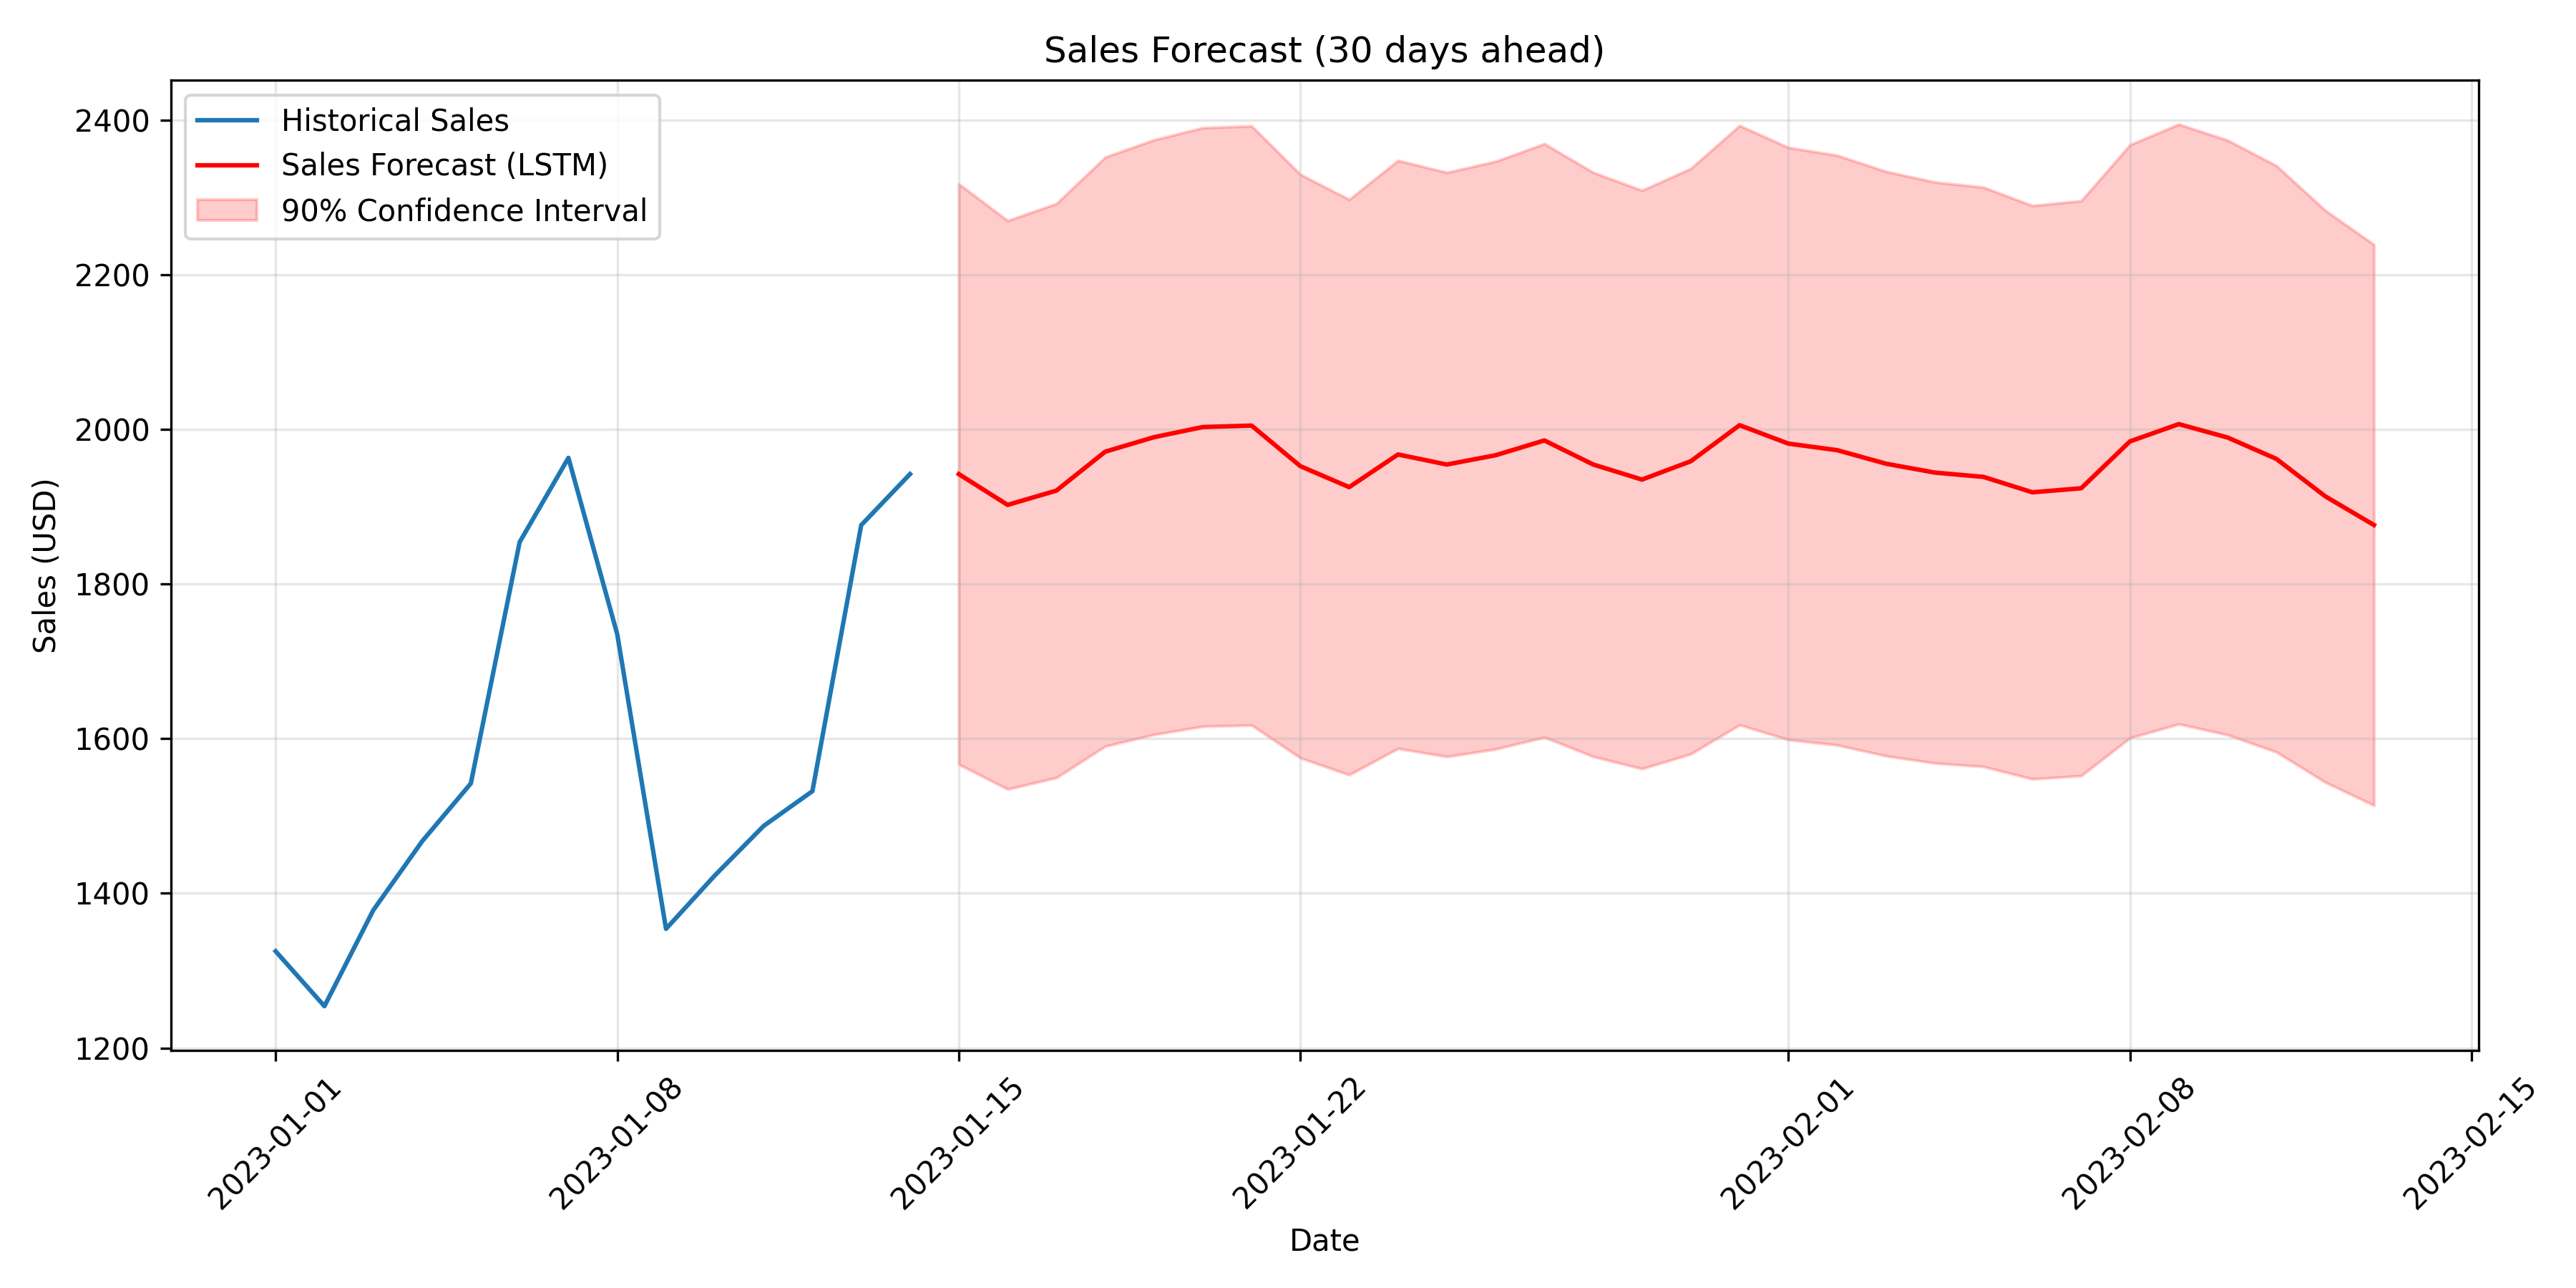 Sales Forecast (30 days ahead)
Historical Sales
Sales Forecast (LSTM)
90% Confidence Interval
Sales (USD)
2400
2200
2000
1800
1600
1400
1200
2023-01-01
2023-01-08
2023-01-15
2023-01-22
2023-02-01
2023-02-08
2023-02-15
Date